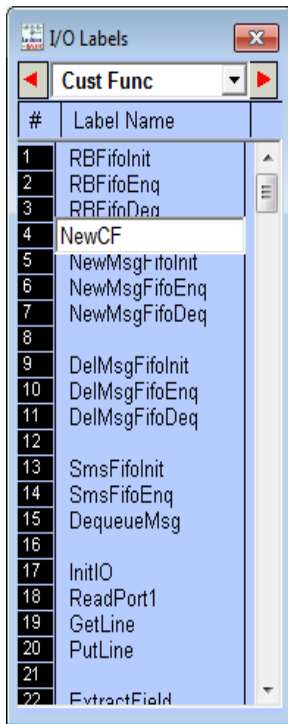 I/O Labels
Cust Func
# Label Name
1 RBFifoInit
2 RBFifoEnq
3 RBFifoDeq
4 NewCF
5 NewMsgFifoInit
6 NewMsgFifoEnq
7 NewMsgFifoDeq
8
9 DelMsgFifoInit
10 DelMsgFifoEnq
11 DelMsgFifoDeq
12
13 SmsFifoInit
14 SmsFifoEnq
15 DequeueMsg
16
17 InitIO
18 ReadPort1
19 GetLine
20 PutLine
21
22 ExtractField